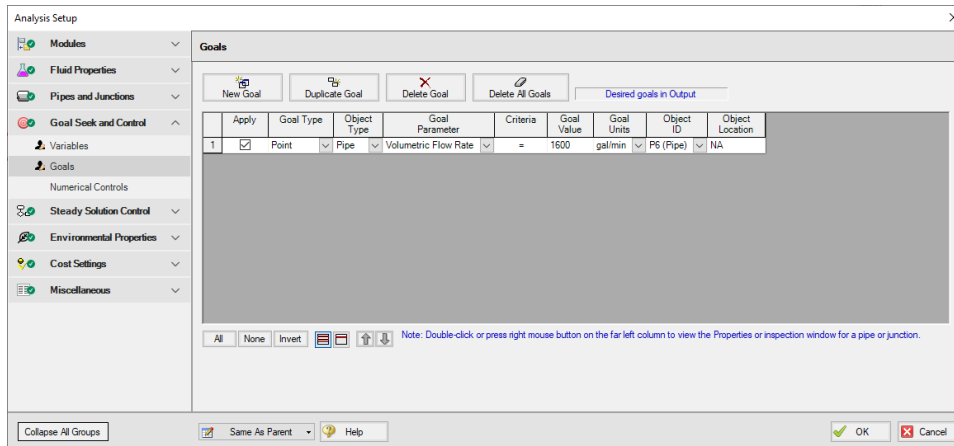 Analysis Setup
Modules
Fluid Properties
Pipes and Junctions
Goal Seek and Control
Variables
Goals
Numerical Controls
Steady Solution Control
Environmental Properties
Cost Settings
Miscellaneous
Collapse All Groups
Goals
New Goal Duplicate Goal Delete Goal Delete All Goals Desired goals in Output
Apply Goal Type Object Type Goal Parameter Criteria Goal Value Goal Units Object ID Object Location
1 Point Pipe Volumetric Flow Rate = 1600 gal/min P6 (Pipe) NA
All None Invert Note: Double-click or press right mouse button on the far left column to view the Properties or inspection window for a pipe or junction.
Same As Parent Help OK Cancel